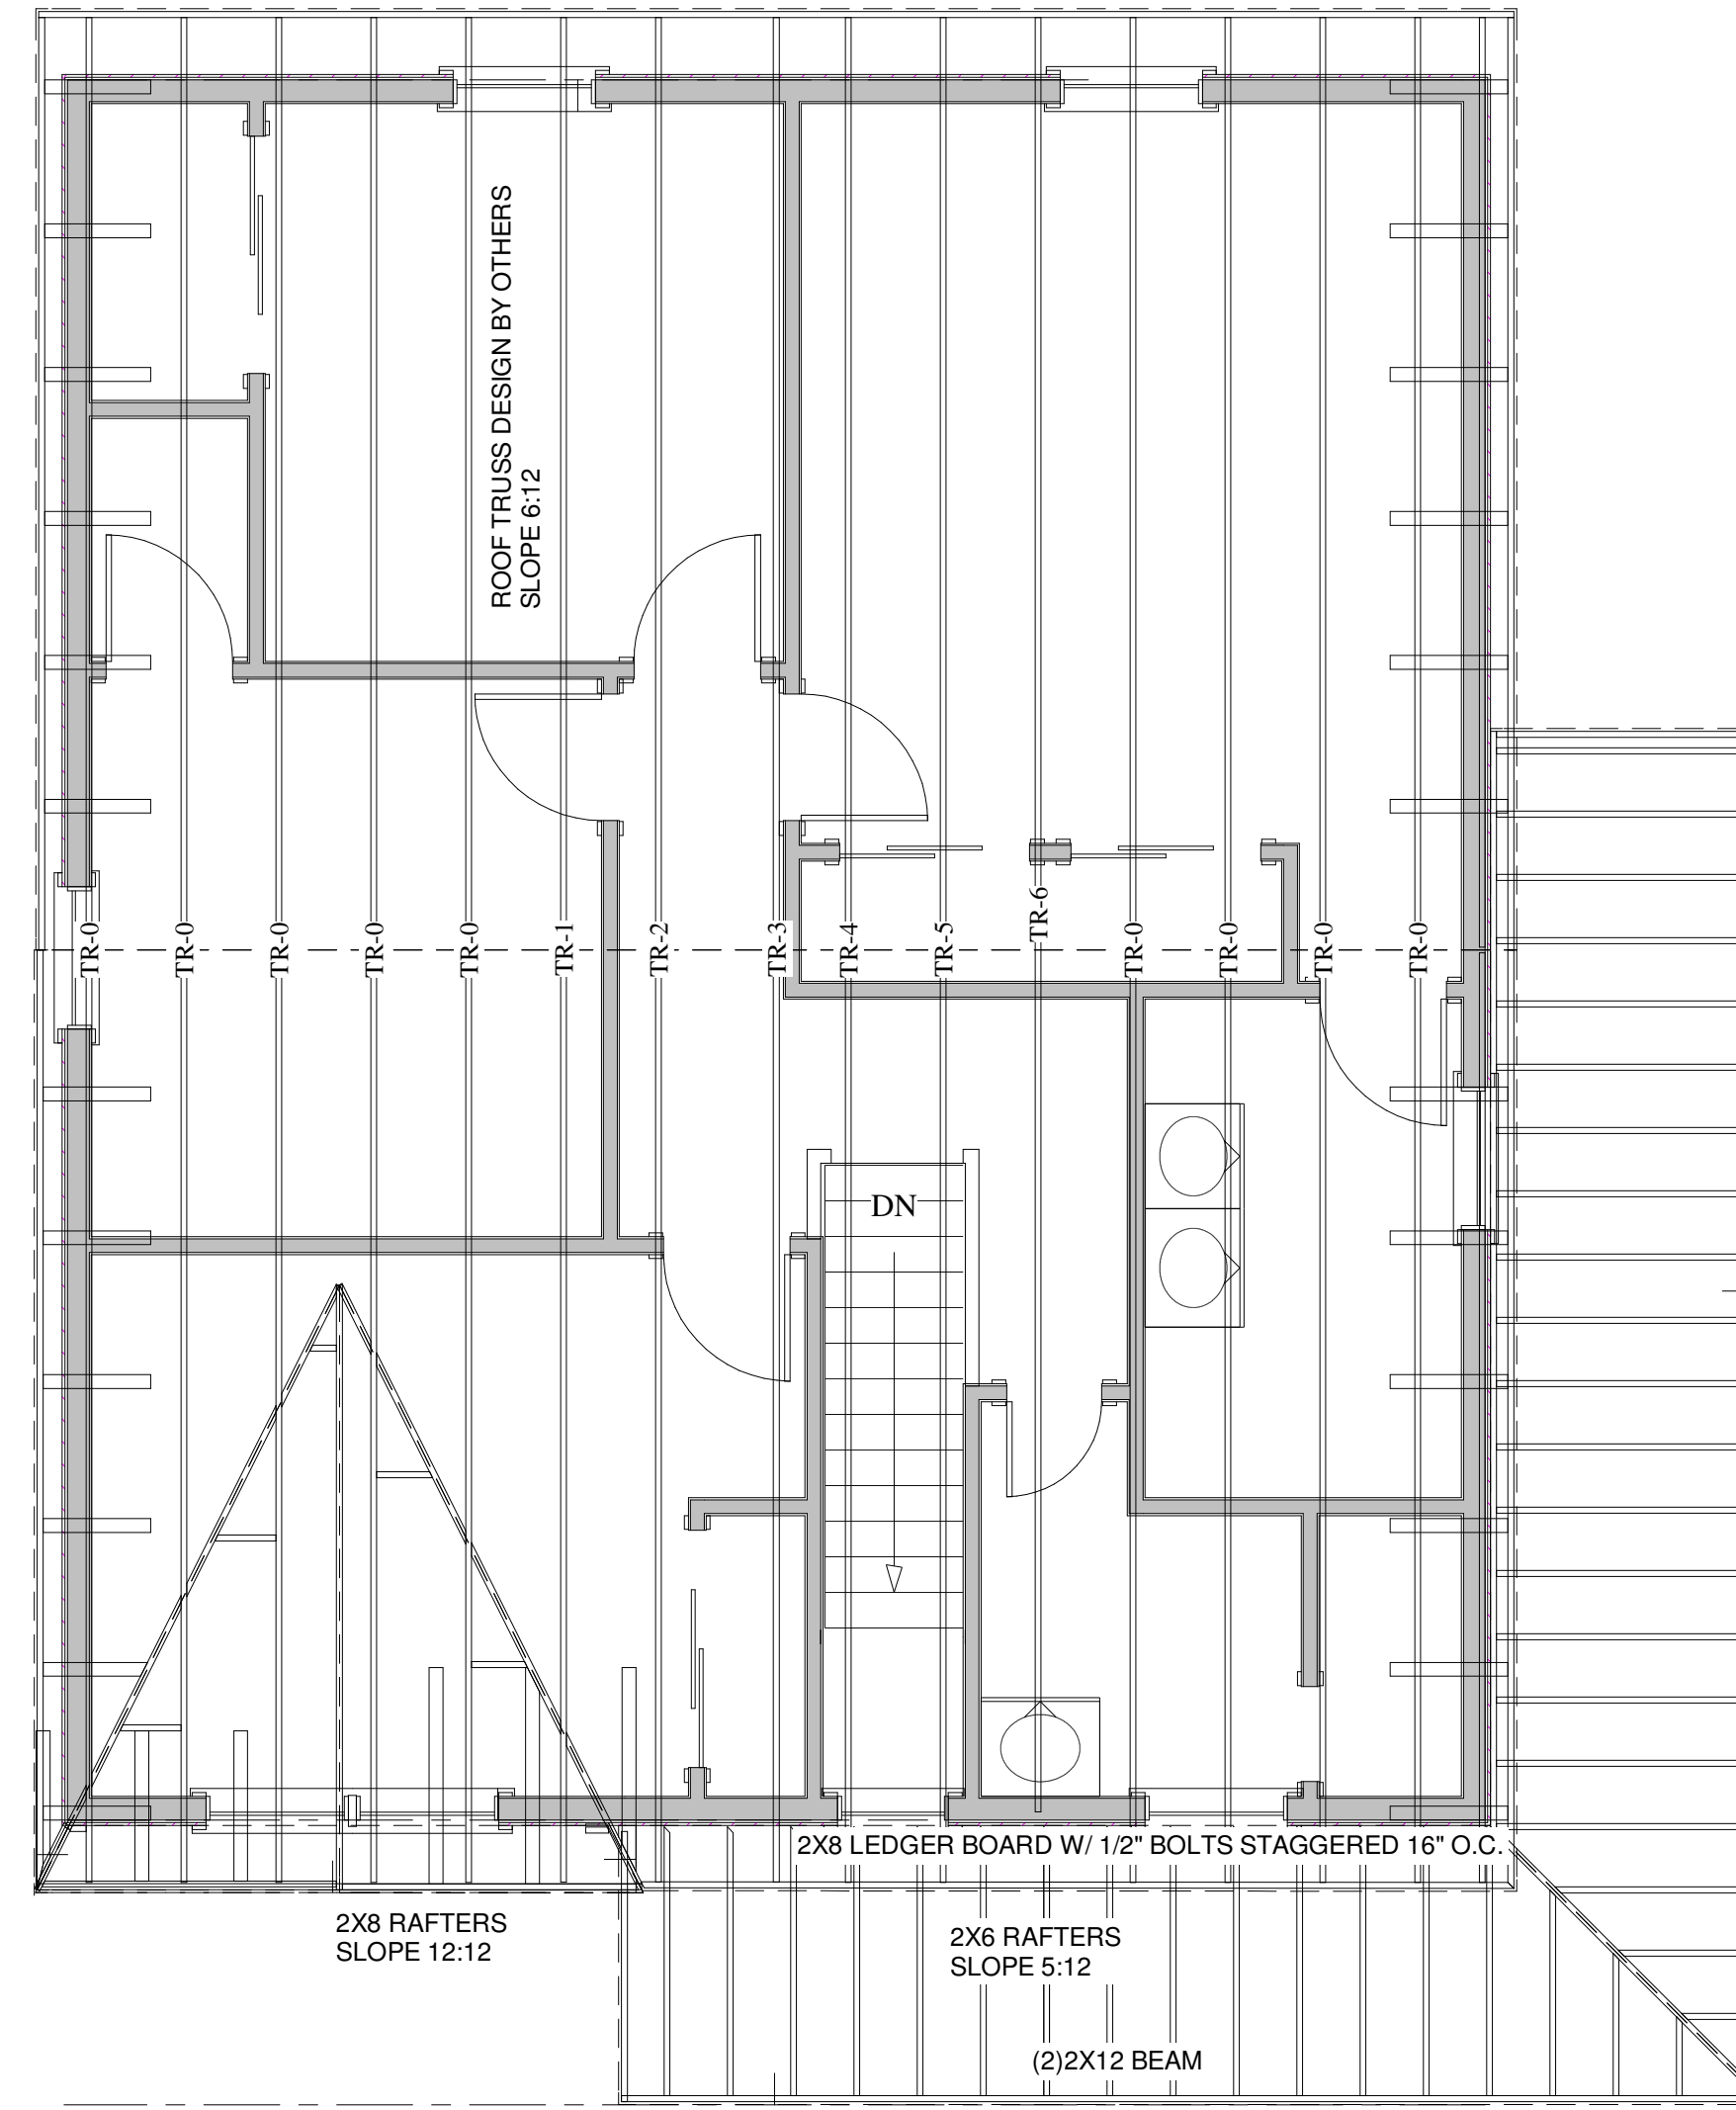 ROOF TRUSS DESIGN BY OTHERS
SLOPE 6:12
TR-0
TR-0
TR-0
TR-0
TR-0
TR-1
TR-2
TR-3
TR-4
TR-5
TR-6
TR-0
TR-0
TR-0
TR-0
DN
2X8 LEDGER BOARD W/ 1/2" BOLTS STAGGERED 16" O.C.
2X8 RAFTERS
SLOPE 12:12
2X6 RAFTERS
SLOPE 5:12
(2)2X12 BEAM